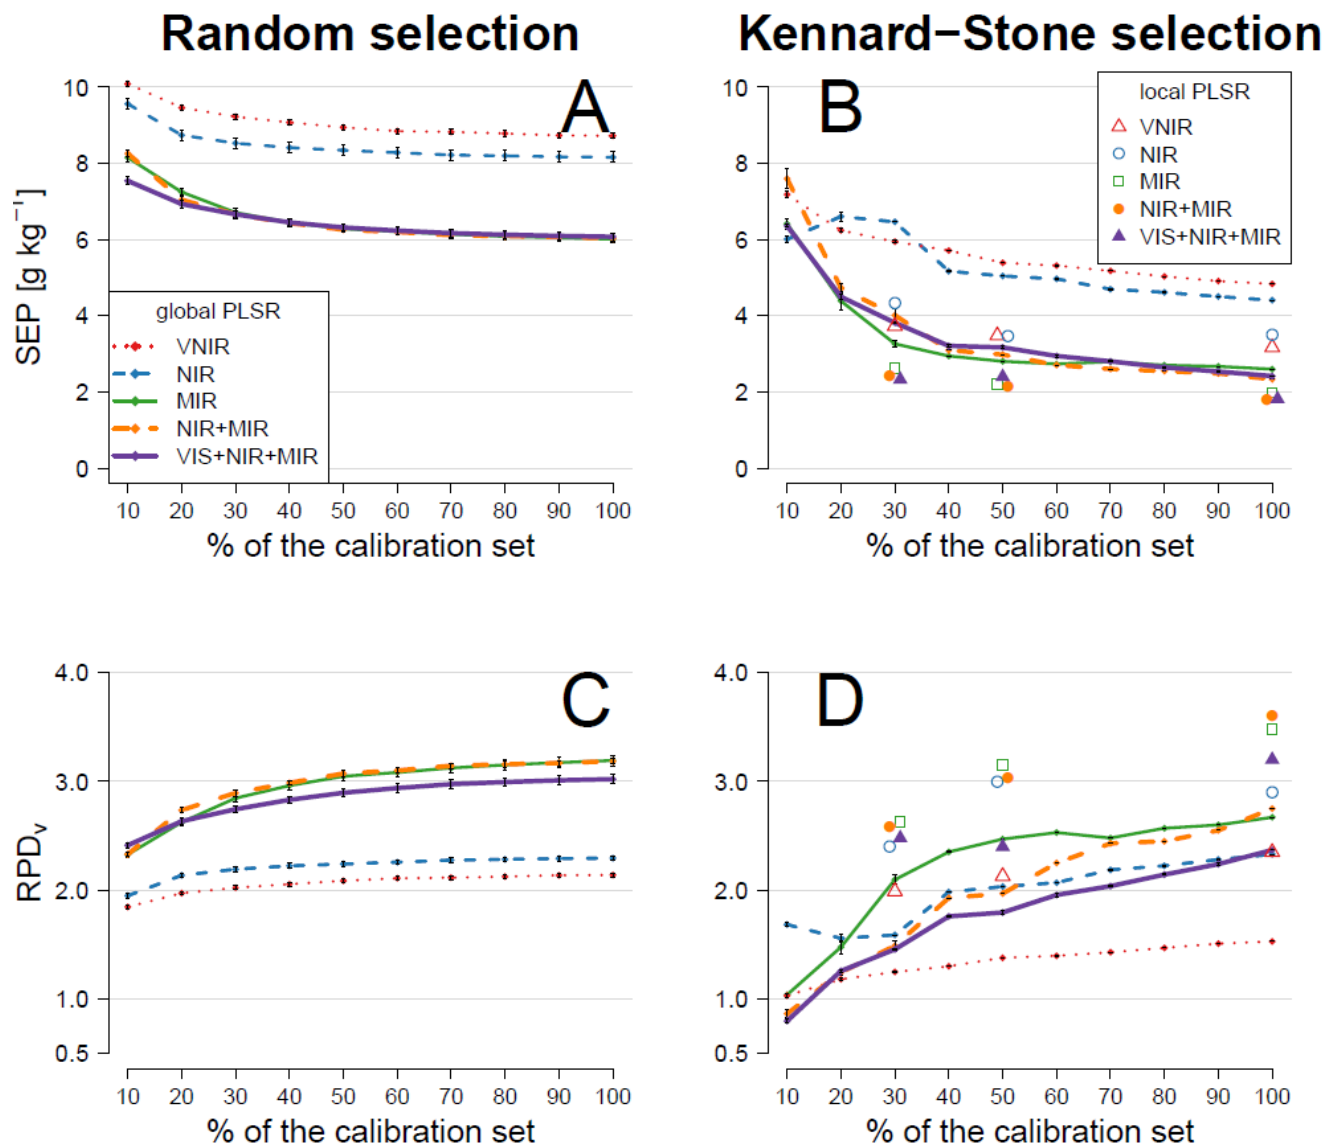 Random selection
Kennard−Stone selection
A
SEP [g kg⁻¹]
10
8
6
4
2
0
global PLSR
VNIR
NIR
MIR
NIR+MIR
VIS+NIR+MIR
10 20 30 40 50 60 70 80 90 100
% of the calibration set
B
10
8
6
4
2
0
local PLSR
VNIR
NIR
MIR
NIR+MIR
VIS+NIR+MIR
10 20 30 40 50 60 70 80 90 100
% of the calibration set
C
RPDᵥ
4.0
3.0
2.0
1.0
0.5
10 20 30 40 50 60 70 80 90 100
% of the calibration set
D
4.0
3.0
2.0
1.0
0.5
10 20 30 40 50 60 70 80 90 100
% of the calibration set